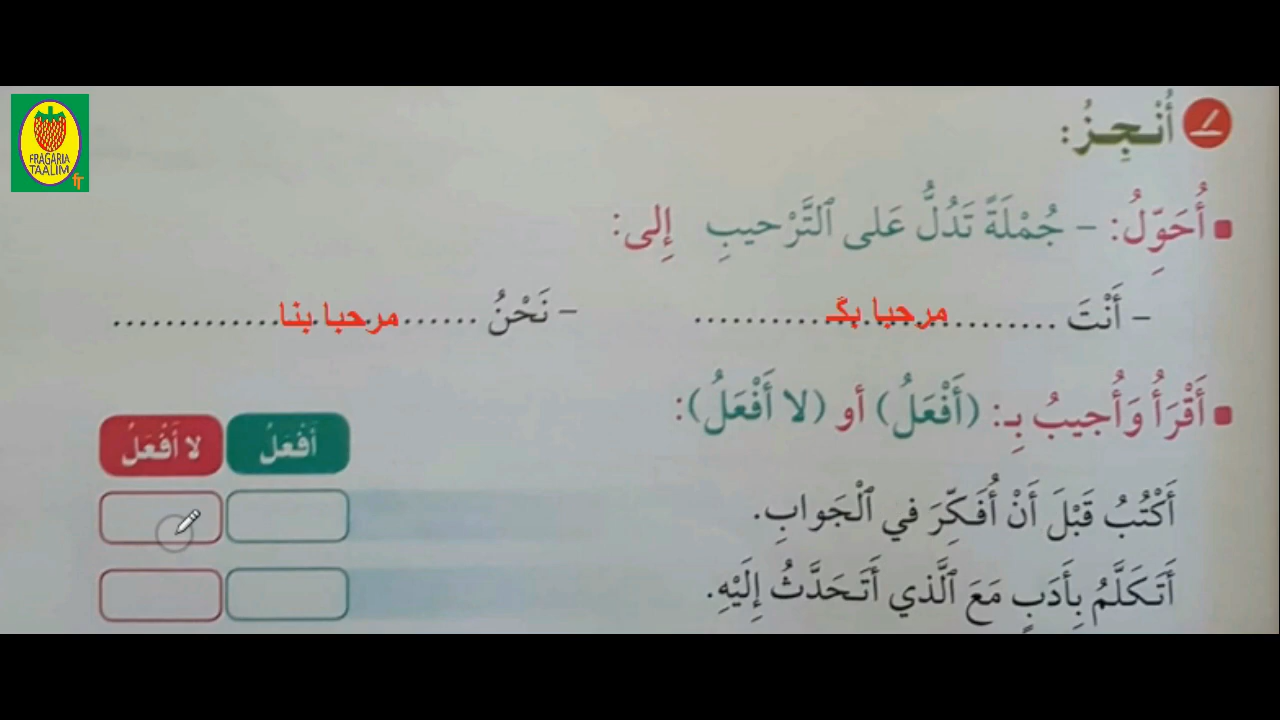 FRAGARIA
TAALIM
fT
أُنْجِزُ:
أُحَوِّلُ: - جُمْلَةً تَدُلُّ عَلى ٱلتَّرْحيبِ إِلى:
- أَنْتَ ........ مرحبا بكَ ........ - نَحْنُ ........ مرحبا بنا ........
أَقْرَأُ وَأُجيبُ بِـ: (أَفْعَلُ) أو (لا أَفْعَلُ):
أَفْعَلُ لا أَفْعَلُ
أَكْتُبُ قَبْلَ أَنْ أُفَكِّرَ في ٱلْجَوابِ.
أَتَكَلَّمُ بِأَدَبٍ مَعَ ٱلَّذي أَتَحَدَّثُ إِلَيْهِ.